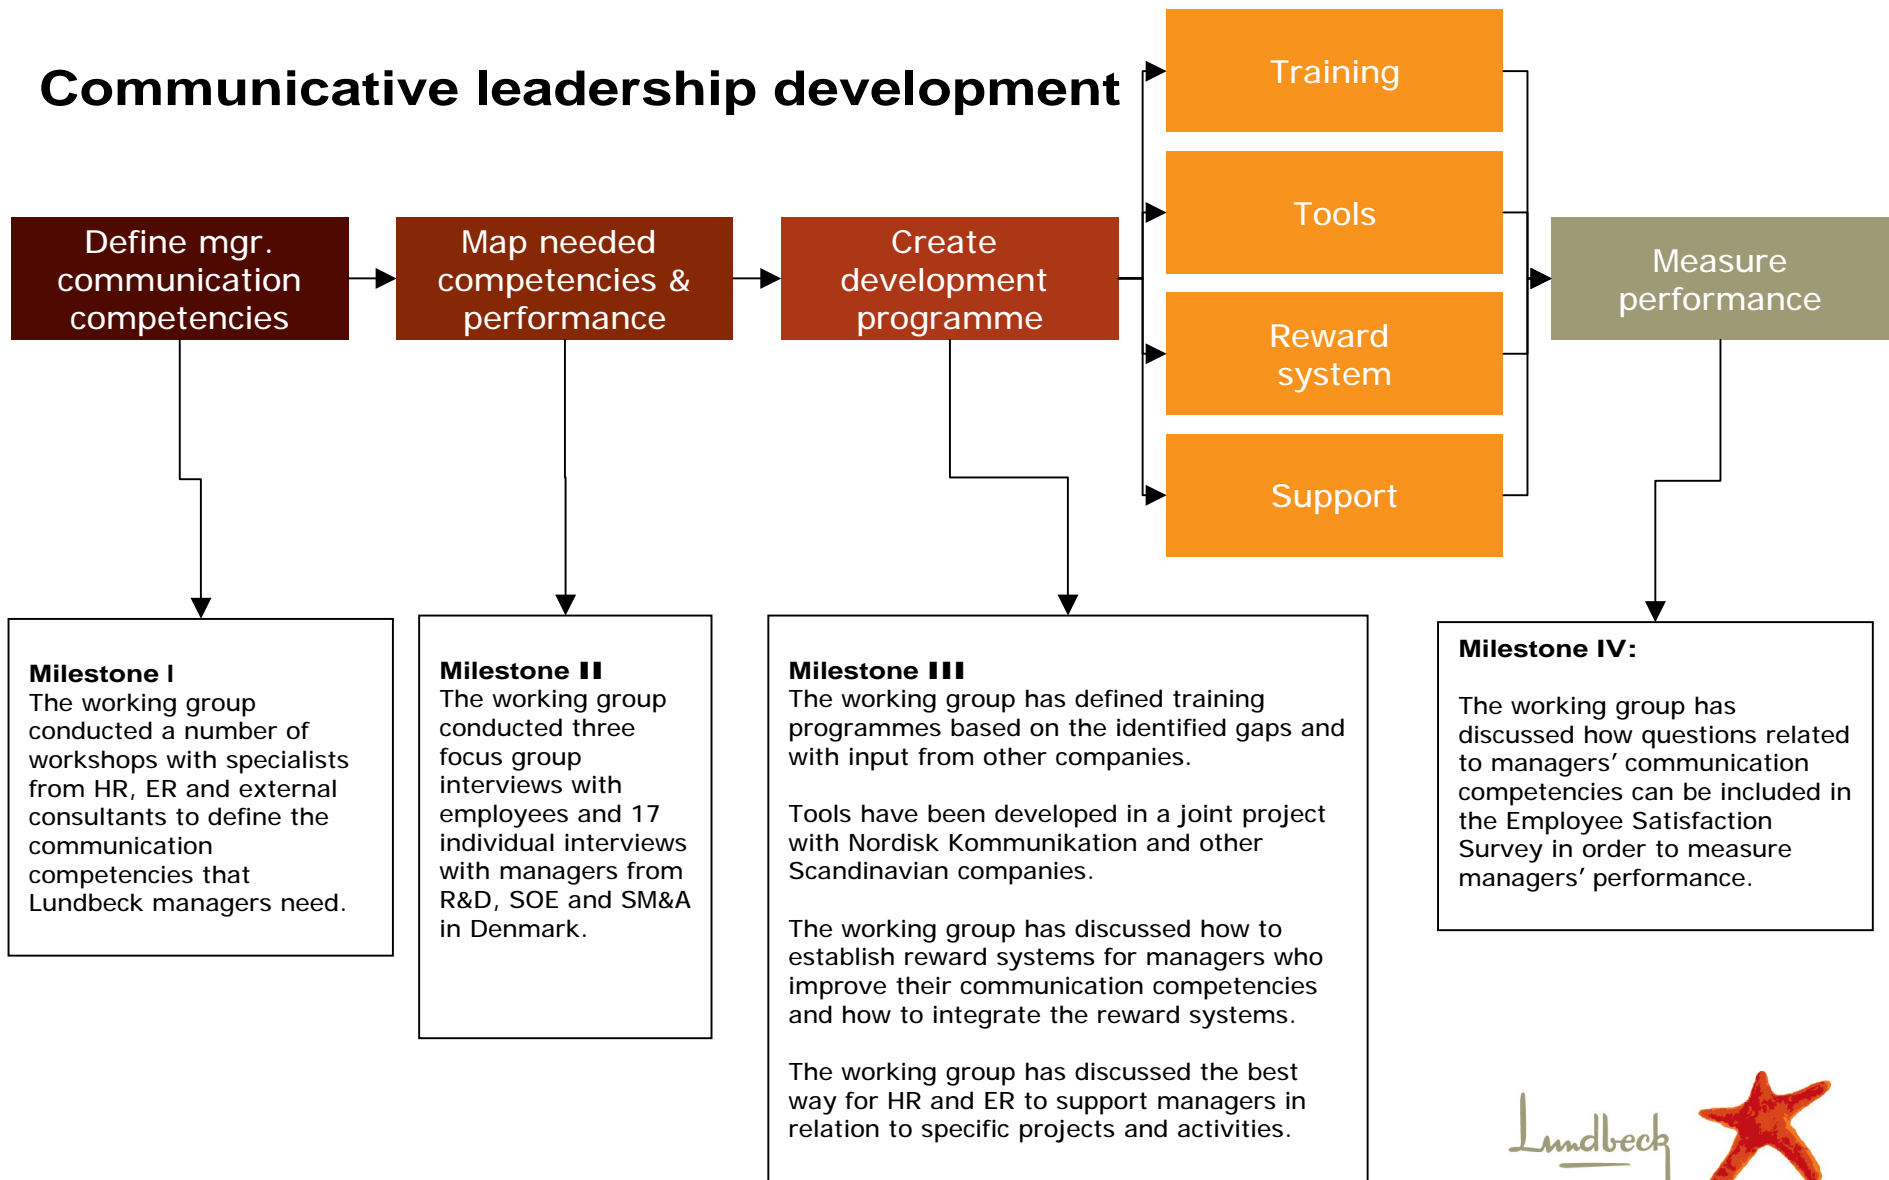 Communicative leadership development
Training
Tools
Reward
system
Support
Define mgr.
communication
competencies
Map needed
competencies &
performance
Create
development
programme
Measure
performance
Milestone I
The working group
conducted a number of
workshops with specialists
from HR, ER and external
consultants to define the
communication
competencies that
Lundbeck managers need.
Milestone II
The working group
conducted three
focus group
interviews with
employees and 17
individual interviews
with managers from
R&D, SOE and SM&A
in Denmark.
Milestone III
The working group has defined training
programmes based on the identified gaps and
with input from other companies.
Tools have been developed in a joint project
with Nordisk Kommunikation and other
Scandinavian companies.
The working group has discussed how to
establish reward systems for managers who
improve their communication competencies
and how to integrate the reward systems.
The working group has discussed the best
way for HR and ER to support managers in
relation to specific projects and activities.
Milestone IV:
The working group has
discussed how questions related
to managers’ communication
competencies can be included in
the Employee Satisfaction
Survey in order to measure
managers’ performance.
Lundbeck